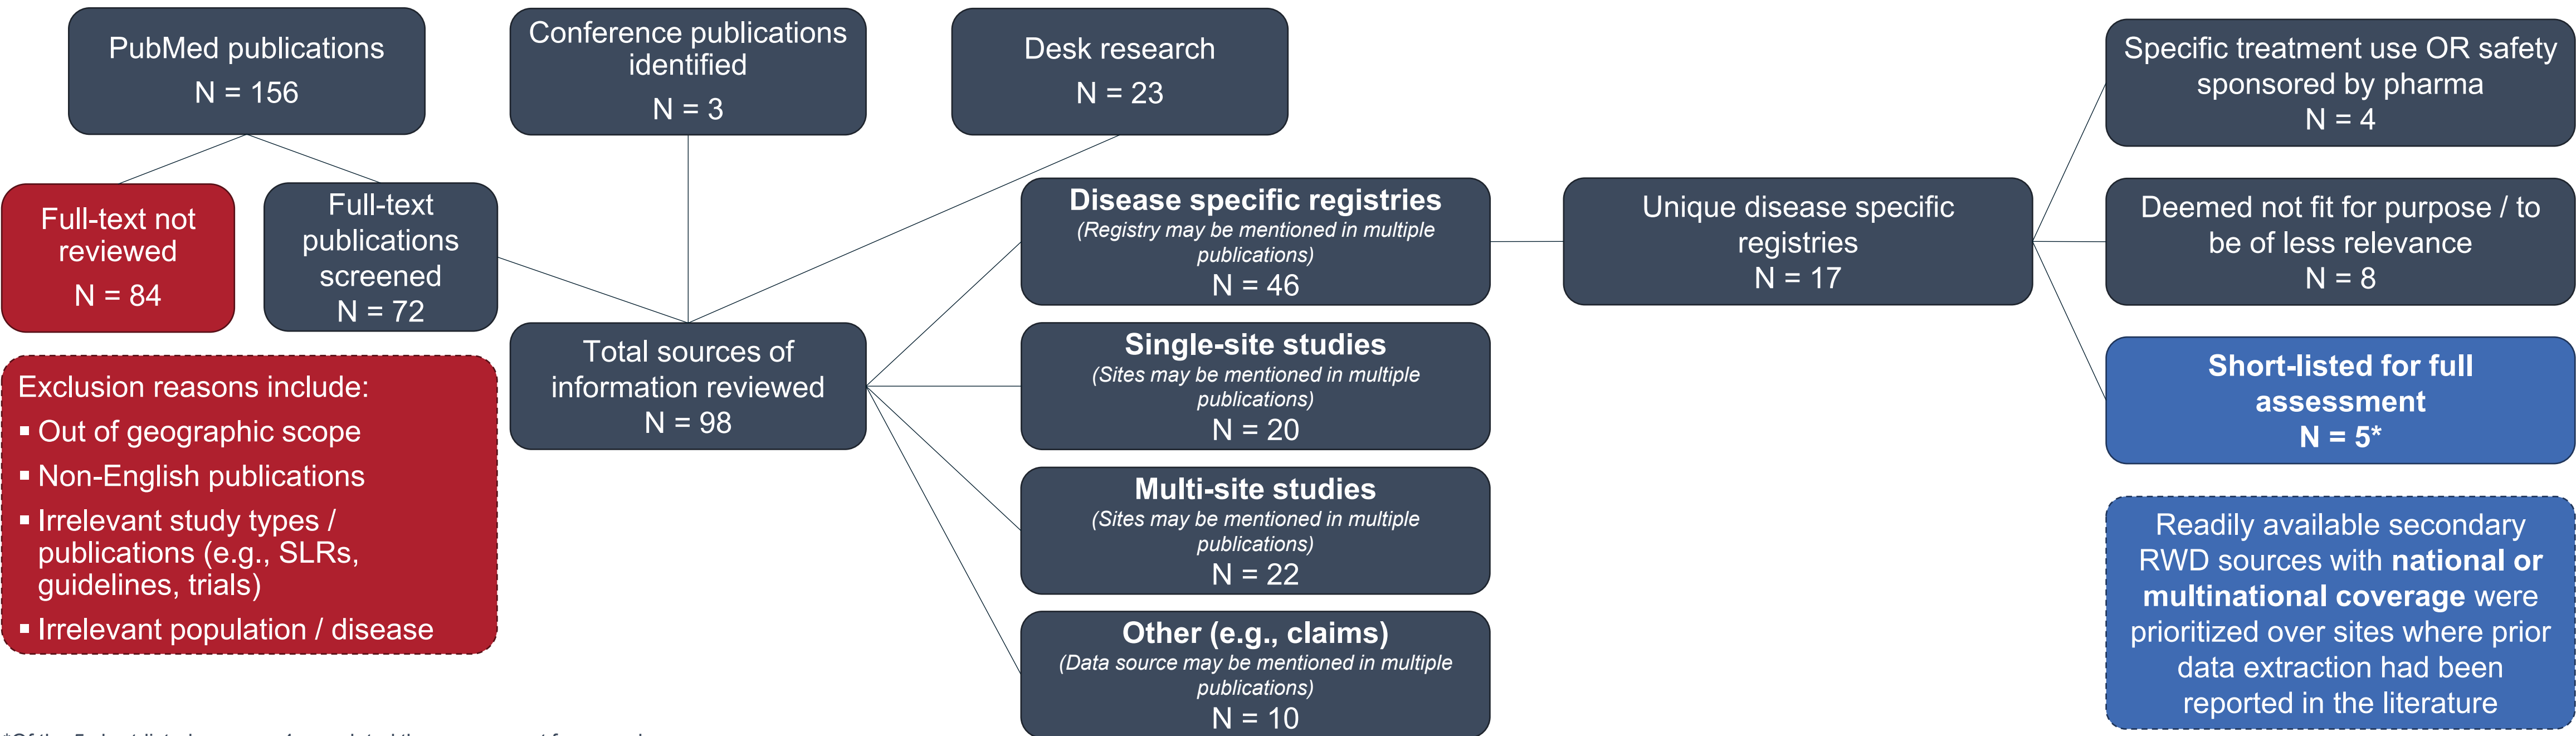 PubMed publications
N = 156
Conference publications
identified
N = 3
Desk research
N = 23
Full-text not
reviewed
N = 84
Full-text
publications
screened
N = 72
Exclusion reasons include:
▪ Out of geographic scope
▪ Non-English publications
▪ Irrelevant study types /
publications (e.g., SLRs,
guidelines, trials)
▪ Irrelevant population / disease
Total sources of
information reviewed
N = 98
Disease specific registries
(Registry may be mentioned in multiple
publications)
N = 46
Single-site studies
(Sites may be mentioned in multiple
publications)
N = 20
Multi-site studies
(Sites may be mentioned in multiple
publications)
N = 22
Other (e.g., claims)
(Data source may be mentioned in multiple
publications)
N = 10
Unique disease specific
registries
N = 17
Specific treatment use OR safety
sponsored by pharma
N = 4
Deemed not fit for purpose / to
be of less relevance
N = 8
Short-listed for full
assessment
N = 5*
Readily available secondary
RWD sources with national or
multinational coverage were
prioritized over sites where prior
data extraction had been
reported in the literature